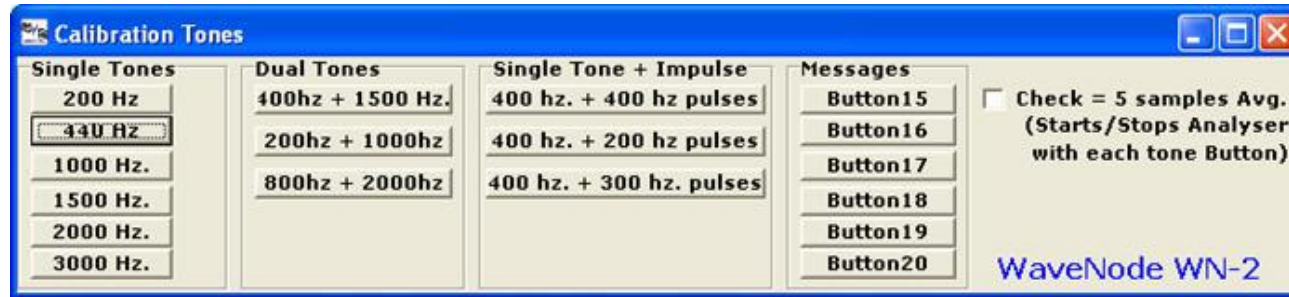 Calibration Tones
Single Tones
200 Hz
440 Hz
1000 Hz.
1500 Hz.
2000 Hz.
3000 Hz.
Dual Tones
400hz + 1500 Hz.
200hz + 1000hz
800hz + 2000hz
Single Tone + Impulse
400 hz. + 400 hz pulses
400 hz. + 200 hz pulses
400 hz. + 300 hz. pulses
Messages
Button15
Button16
Button17
Button18
Button19
Button20
Check = 5 samples Avg.
(Starts/Stops Analyser
with each tone Button)
WaveNode WN-2